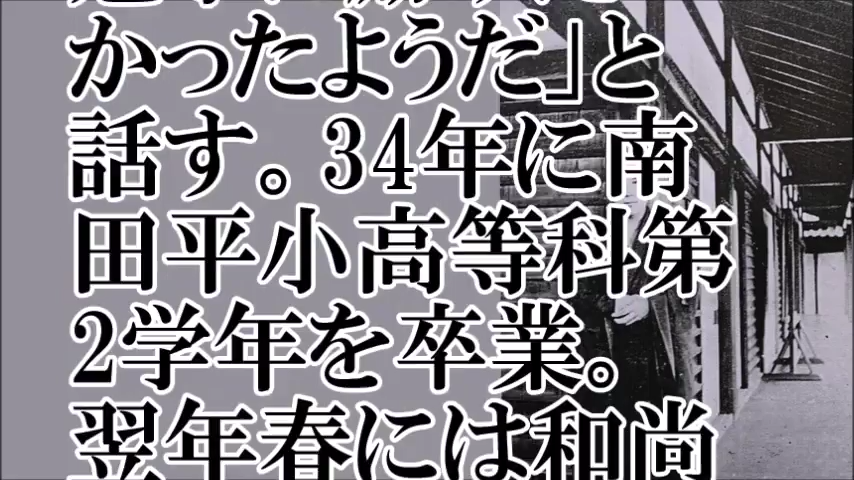 かったようだ」と
話す。34年に南
田平小高等科第
2学年を卒業。
翌年春には和尚